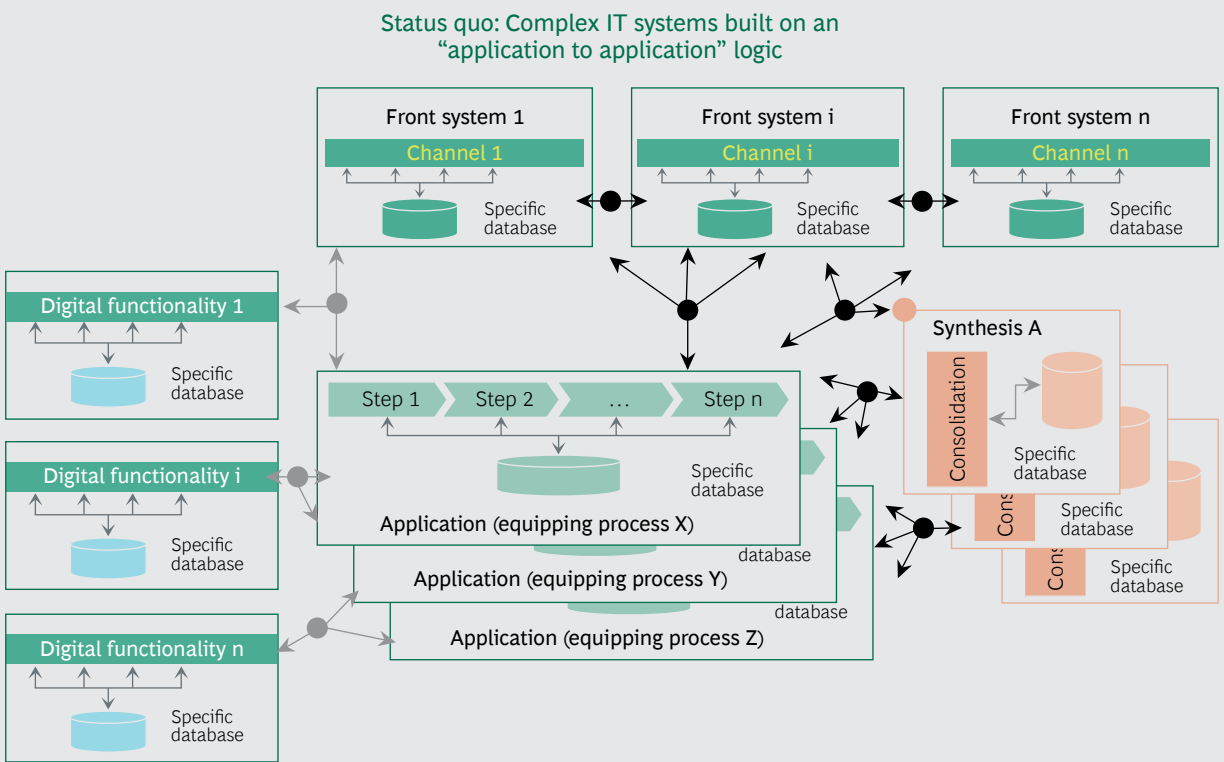 Status quo: Complex IT systems built on an
“application to application” logic
Front system 1
Channel 1
Specific
database
Front system i
Channel i
Specific
database
Front system n
Channel n
Specific
database
Digital functionality 1
Specific
database
Digital functionality i
Specific
database
Digital functionality n
Specific
database
Step 1
Step 2
...
Step n
Specific
database
Application (equipping process X)
database
Application (equipping process Y)
database
Application (equipping process Z)
Synthesis A
Consolidation
Specific
database
Cons
Specific
database
Cons
Specific
database